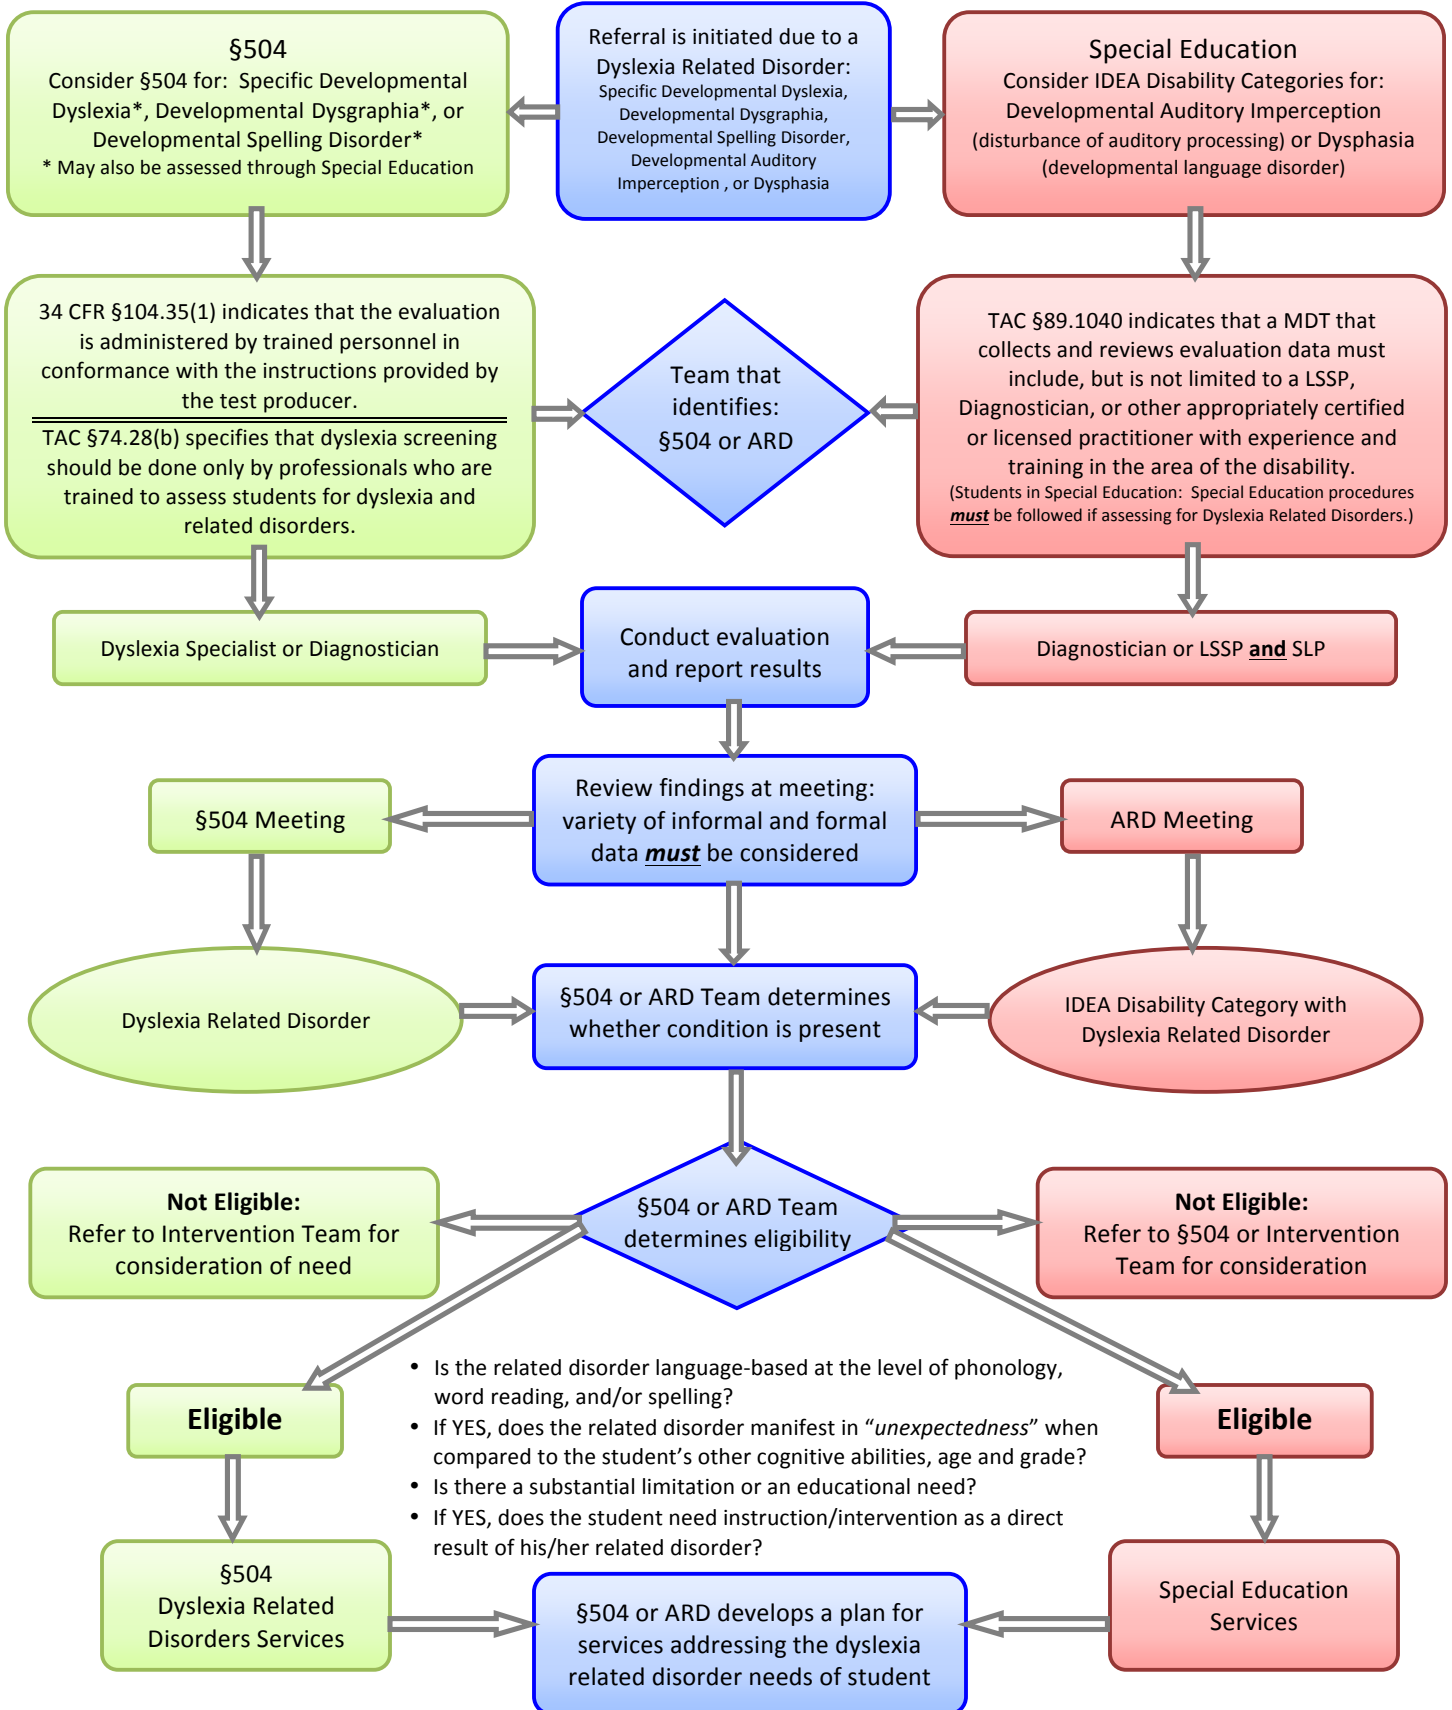 §504
Consider §504 for:  Specific Developmental
Dyslexia*, Developmental Dysgraphia*, or
Developmental Spelling Disorder*
* May also be assessed through Special Education
Referral is initiated due to a
Dyslexia Related Disorder:
Specific Developmental Dyslexia,
Developmental Dysgraphia,
Developmental Spelling Disorder,
Developmental Auditory
Imperception , or Dysphasia
Special Education
Consider IDEA Disability Categories for:
Developmental Auditory Imperception
(disturbance of auditory processing) or Dysphasia
(developmental language disorder)
34 CFR §104.35(1) indicates that the evaluation
is administered by trained personnel in
conformance with the instructions provided by
the test producer.
TAC §74.28(b) specifies that dyslexia screening
should be done only by professionals who are
trained to assess students for dyslexia and
related disorders.
Team that
identifies:
§504 or ARD
TAC §89.1040 indicates that a MDT that
collects and reviews evaluation data must
include, but is not limited to a LSSP,
Diagnostician, or other appropriately certified
or licensed practitioner with experience and
training in the area of the disability.
(Students in Special Education:  Special Education procedures
must be followed if assessing for Dyslexia Related Disorders.)
Dyslexia Specialist or Diagnostician
Conduct evaluation
and report results
Diagnostician or LSSP and SLP
§504 Meeting
Review findings at meeting:
variety of informal and formal
data must be considered
ARD Meeting
Dyslexia Related Disorder
§504 or ARD Team determines
whether condition is present
IDEA Disability Category with
Dyslexia Related Disorder
Not Eligible:
Refer to Intervention Team for
consideration of need
§504 or ARD Team
determines eligibility
Not Eligible:
Refer to §504 or Intervention
Team for consideration
• Is the related disorder language-based at the level of phonology,
word reading, and/or spelling?
• If YES, does the related disorder manifest in “unexpectedness” when
compared to the student’s other cognitive abilities, age and grade?
• Is there a substantial limitation or an educational need?
• If YES, does the student need instruction/intervention as a direct
result of his/her related disorder?
Eligible
Eligible
§504
Dyslexia Related
Disorders Services
§504 or ARD develops a plan for
services addressing the dyslexia
related disorder needs of student
Special Education
Services